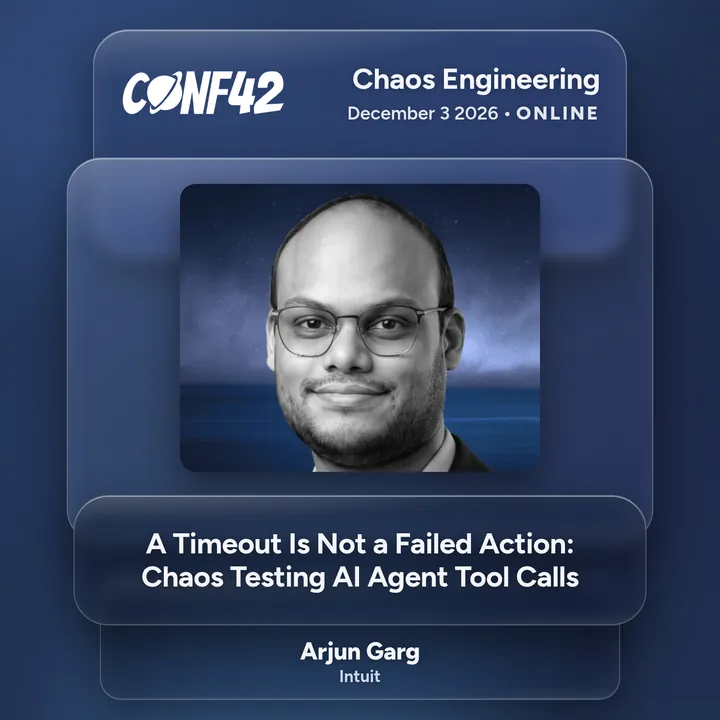 CONF42
Chaos Engineering
December 3 2026 • ONLINE
A Timeout Is Not a Failed Action:
Chaos Testing AI Agent Tool Calls
Arjun Garg
Intuit